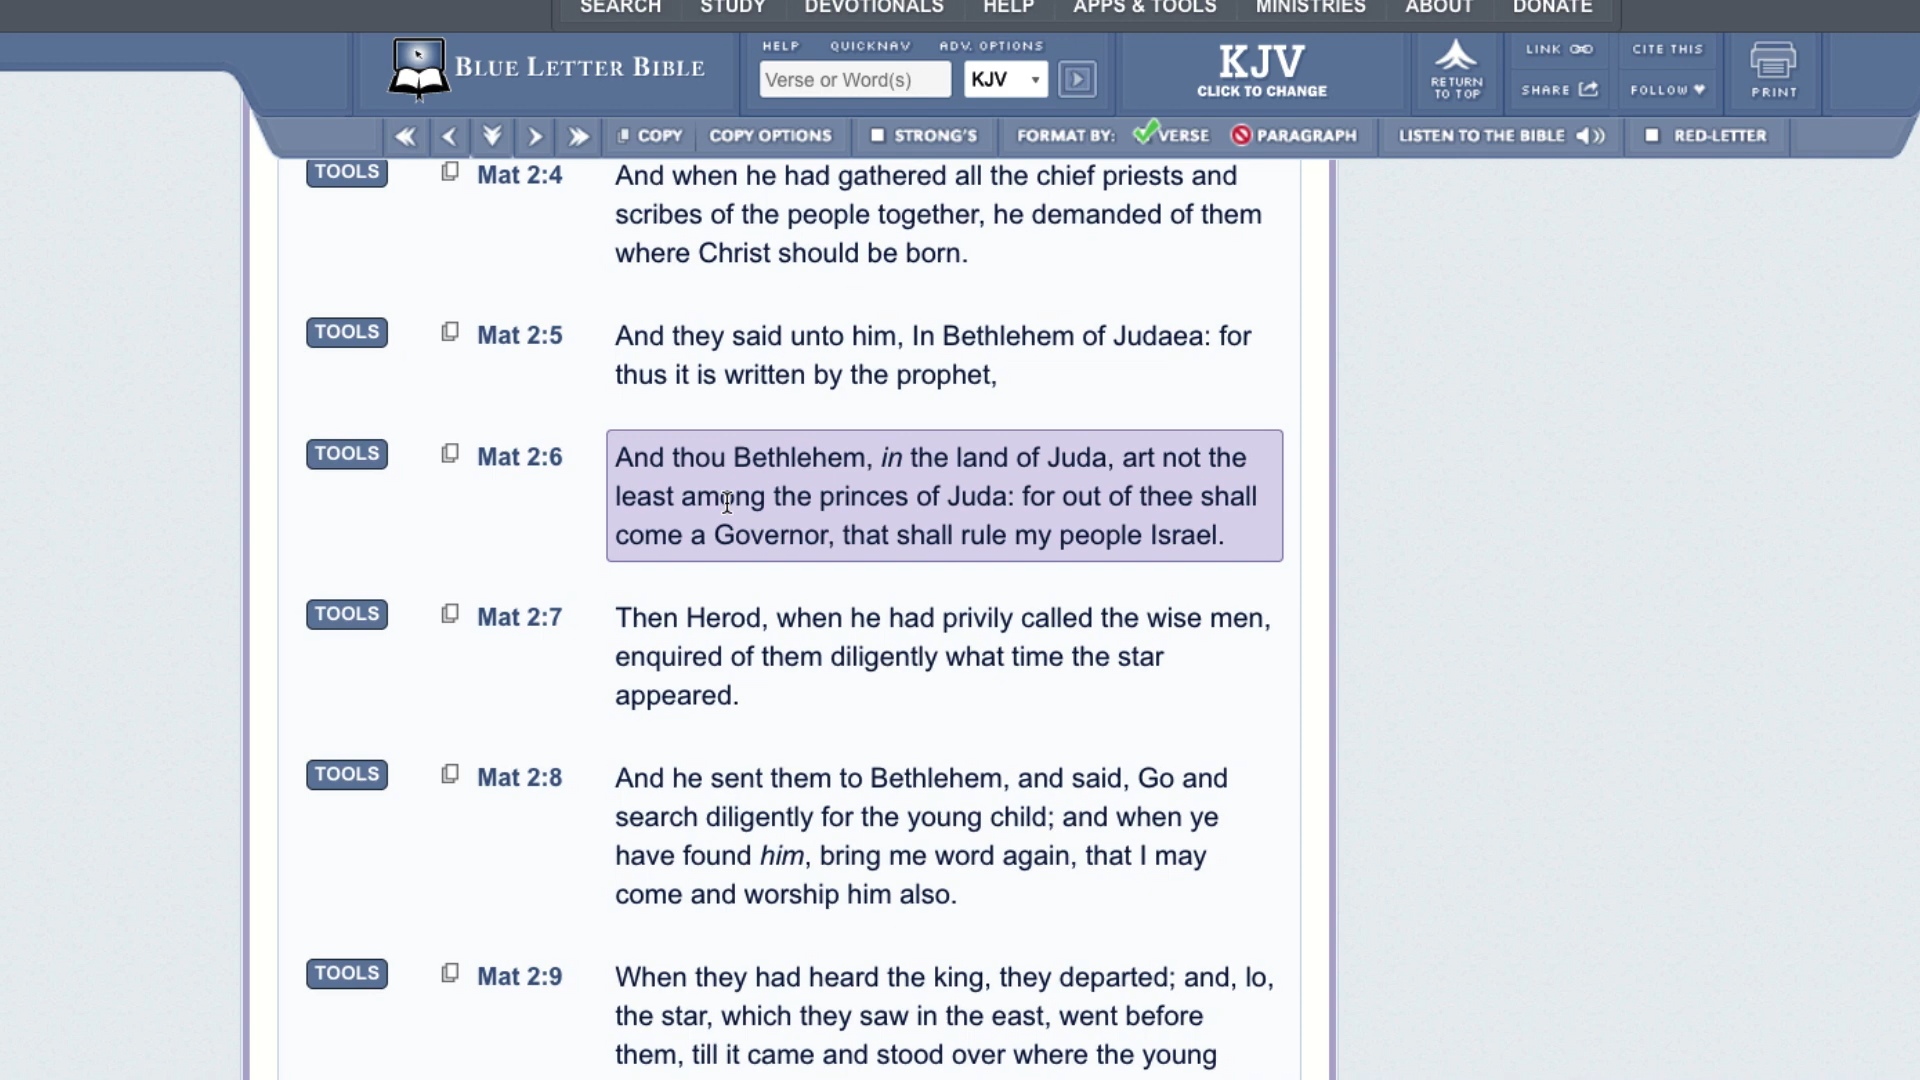 SEARCH STUDY DEVOTIONALS HELP APPS & TOOLS MINISTRIES ABOUT DONATE
BLUE LETTER BIBLE
HELP QUICKNAV ADV. OPTIONS
Verse or Word(s) KJV
KJV
CLICK TO CHANGE
RETURN
TO TOP
LINK
SHARE
CITE THIS
FOLLOW
PRINT
COPY COPY OPTIONS STRONG'S FORMAT BY: VERSE PARAGRAPH LISTEN TO THE BIBLE RED-LETTER
TOOLS Mat 2:4 And when he had gathered all the chief priests and
scribes of the people together, he demanded of them
where Christ should be born.
TOOLS Mat 2:5 And they said unto him, In Bethlehem of Judaea: for
thus it is written by the prophet,
TOOLS Mat 2:6 And thou Bethlehem, in the land of Juda, art not the
least among the princes of Juda: for out of thee shall
come a Governor, that shall rule my people Israel.
TOOLS Mat 2:7 Then Herod, when he had privily called the wise men,
enquired of them diligently what time the star
appeared.
TOOLS Mat 2:8 And he sent them to Bethlehem, and said, Go and
search diligently for the young child; and when ye
have found him, bring me word again, that I may
come and worship him also.
TOOLS Mat 2:9 When they had heard the king, they departed; and, lo,
the star, which they saw in the east, went before
them, till it came and stood over where the young